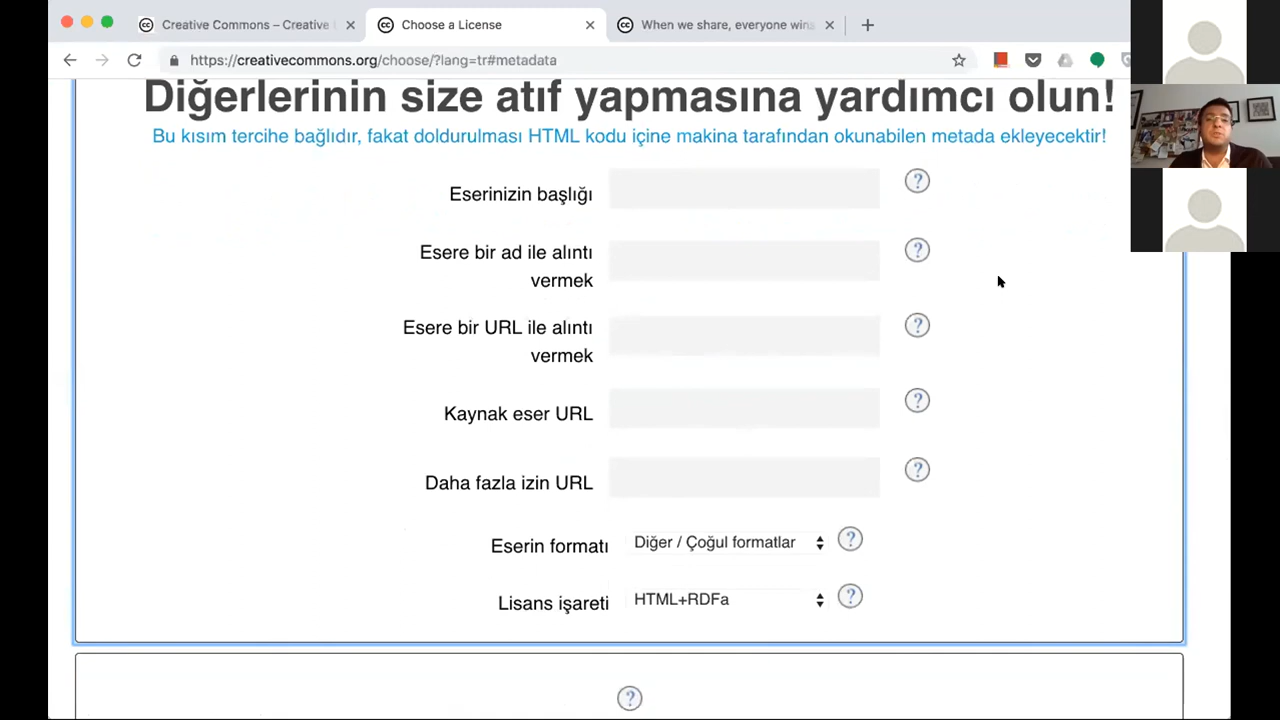 Creative Commons – Creative
Choose a License
When we share, everyone wins
https://creativecommons.org/choose/?lang=tr#metadata
Diğerlerinin size atıf yapmasına yardımcı olun!
Bu kısım tercihe bağlıdır, fakat doldurulması HTML kodu içine makina tarafından okunabilen metada ekleyecektir!
Eserinizin başlığı ?
Esere bir ad ile alıntı ?
vermek
Esere bir URL ile alıntı ?
vermek
Kaynak eser URL ?
Daha fazla izin URL ?
Eserin formatı Diğer / Çoğul formatlar ?
Lisans işareti HTML+RDFa ?
?